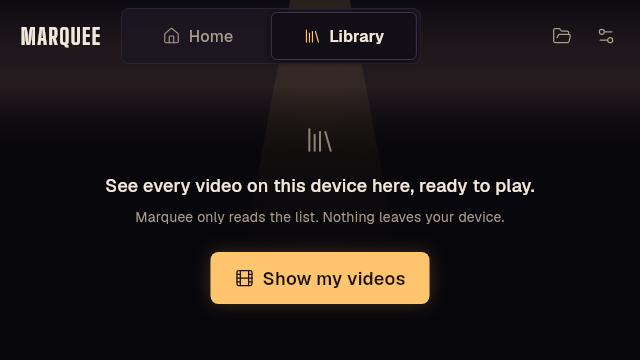 MARQUEE
Home
Library
See every video on this device here, ready to play.
Marquee only reads the list. Nothing leaves your device.
Show my videos